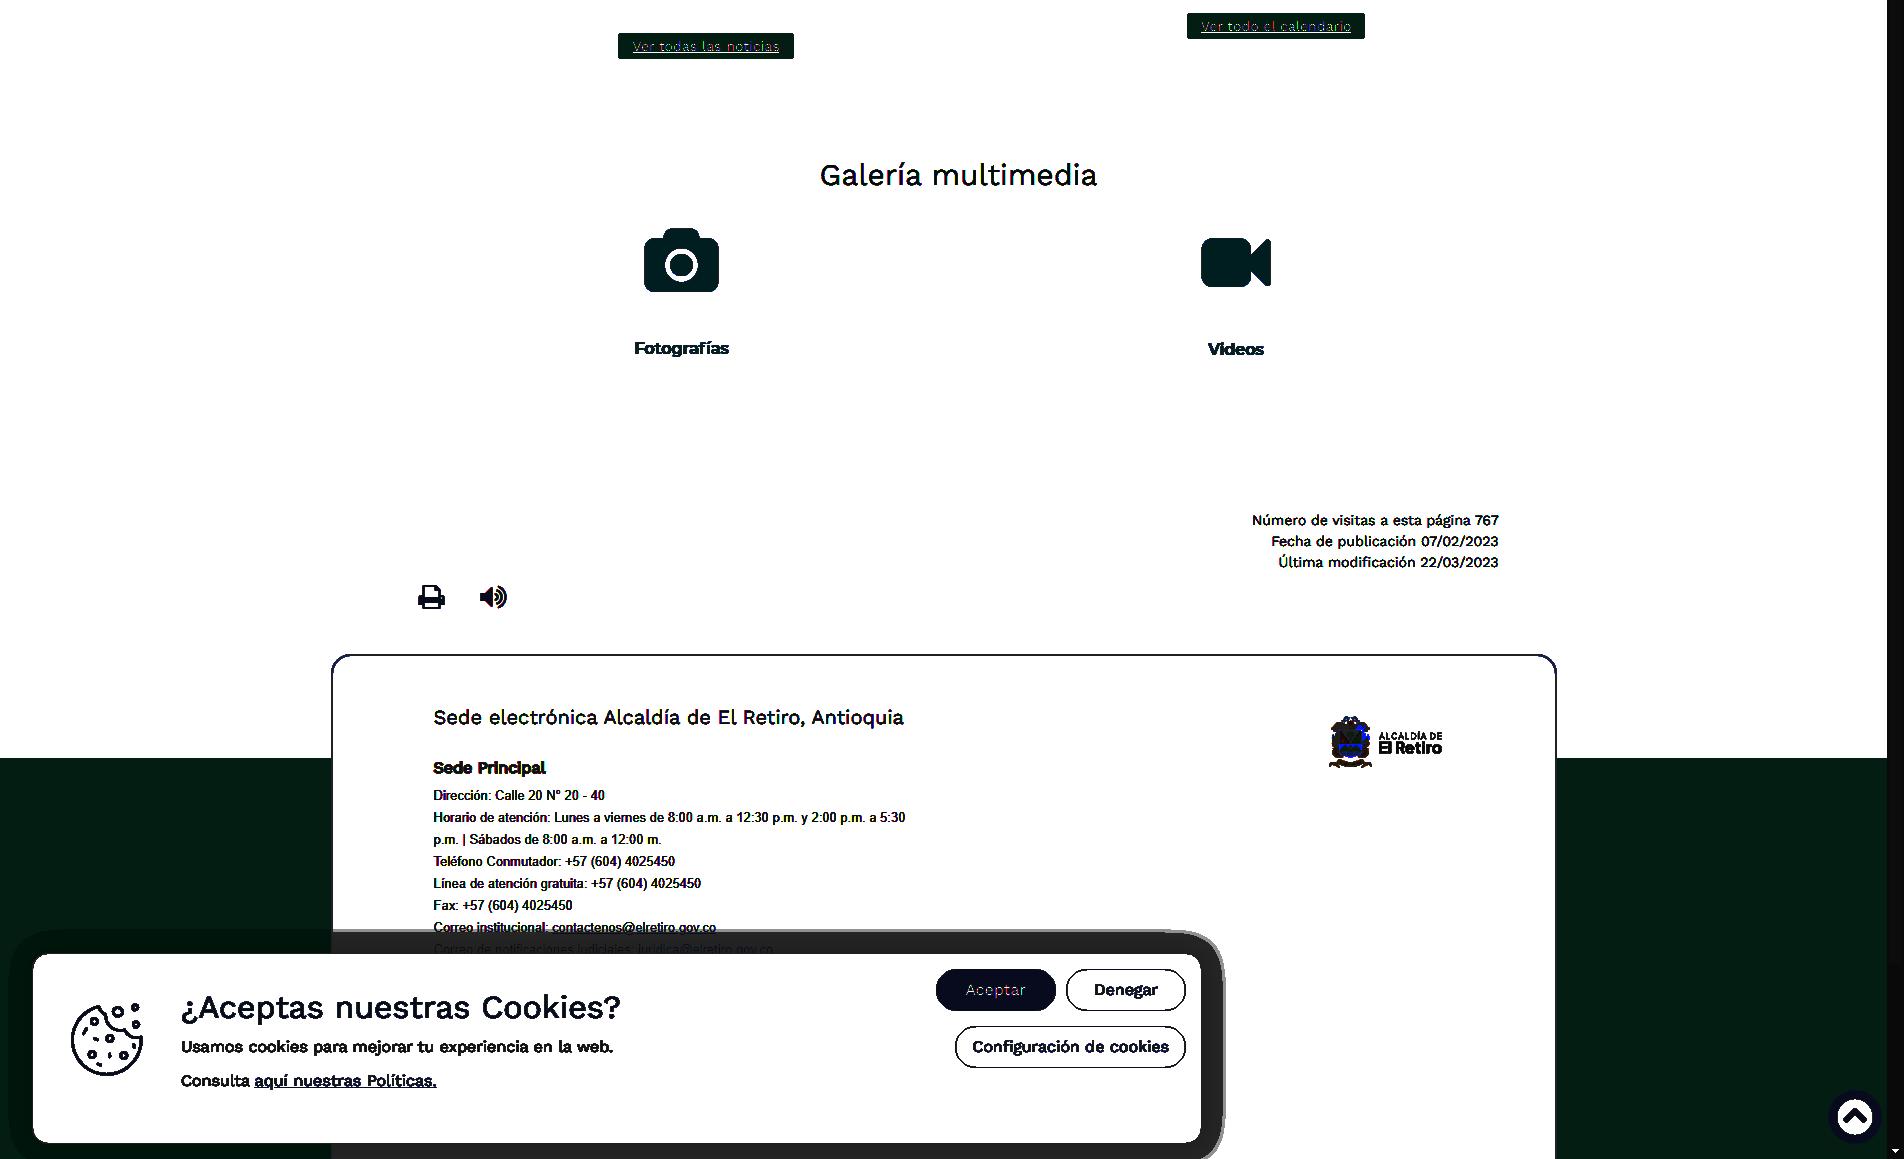 Ver todas las noticias
Ver todo el calendario
Galería multimedia
Fotografías
Videos
Número de visitas a esta página 767
Fecha de publicación 07/02/2023
Última modificación 22/03/2023
Sede electrónica Alcaldía de El Retiro, Antioquia
ALCALDÍA DE
El Retiro
Sede Principal
Dirección: Calle 20 Nº 20 - 40
Horario de atención: Lunes a viernes de 8:00 a.m. a 12:30 p.m. y 2:00 p.m. a 5:30
p.m. | Sábados de 8:00 a.m. a 12:00 m.
Teléfono Conmutador: +57 (604) 4025450
Línea de atención gratuita: +57 (604) 4025450
Fax: +57 (604) 4025450
Correo institucional: contactenos@elretiro.gov.co
Correo de notificaciones judiciales: juridica@elretiro.gov.co
¿Aceptas nuestras Cookies?
Usamos cookies para mejorar tu experiencia en la web.
Consulta aquí nuestras Políticas.
Aceptar
Denegar
Configuración de cookies